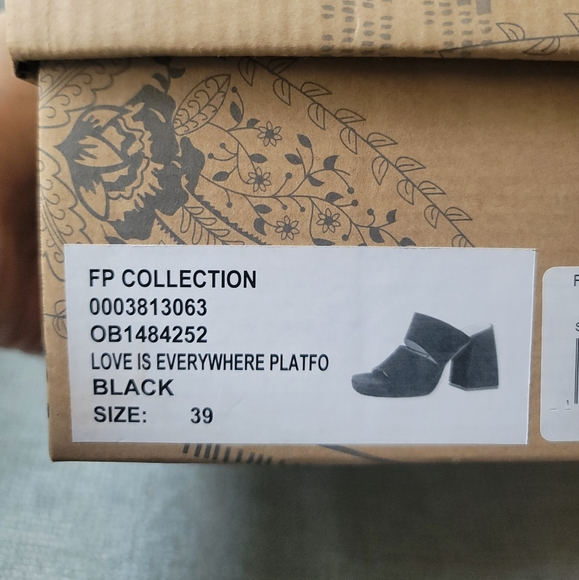 FP COLLECTION
0003813063
OB1484252
LOVE IS EVERYWHERE PLATFO
BLACK
SIZE: 39